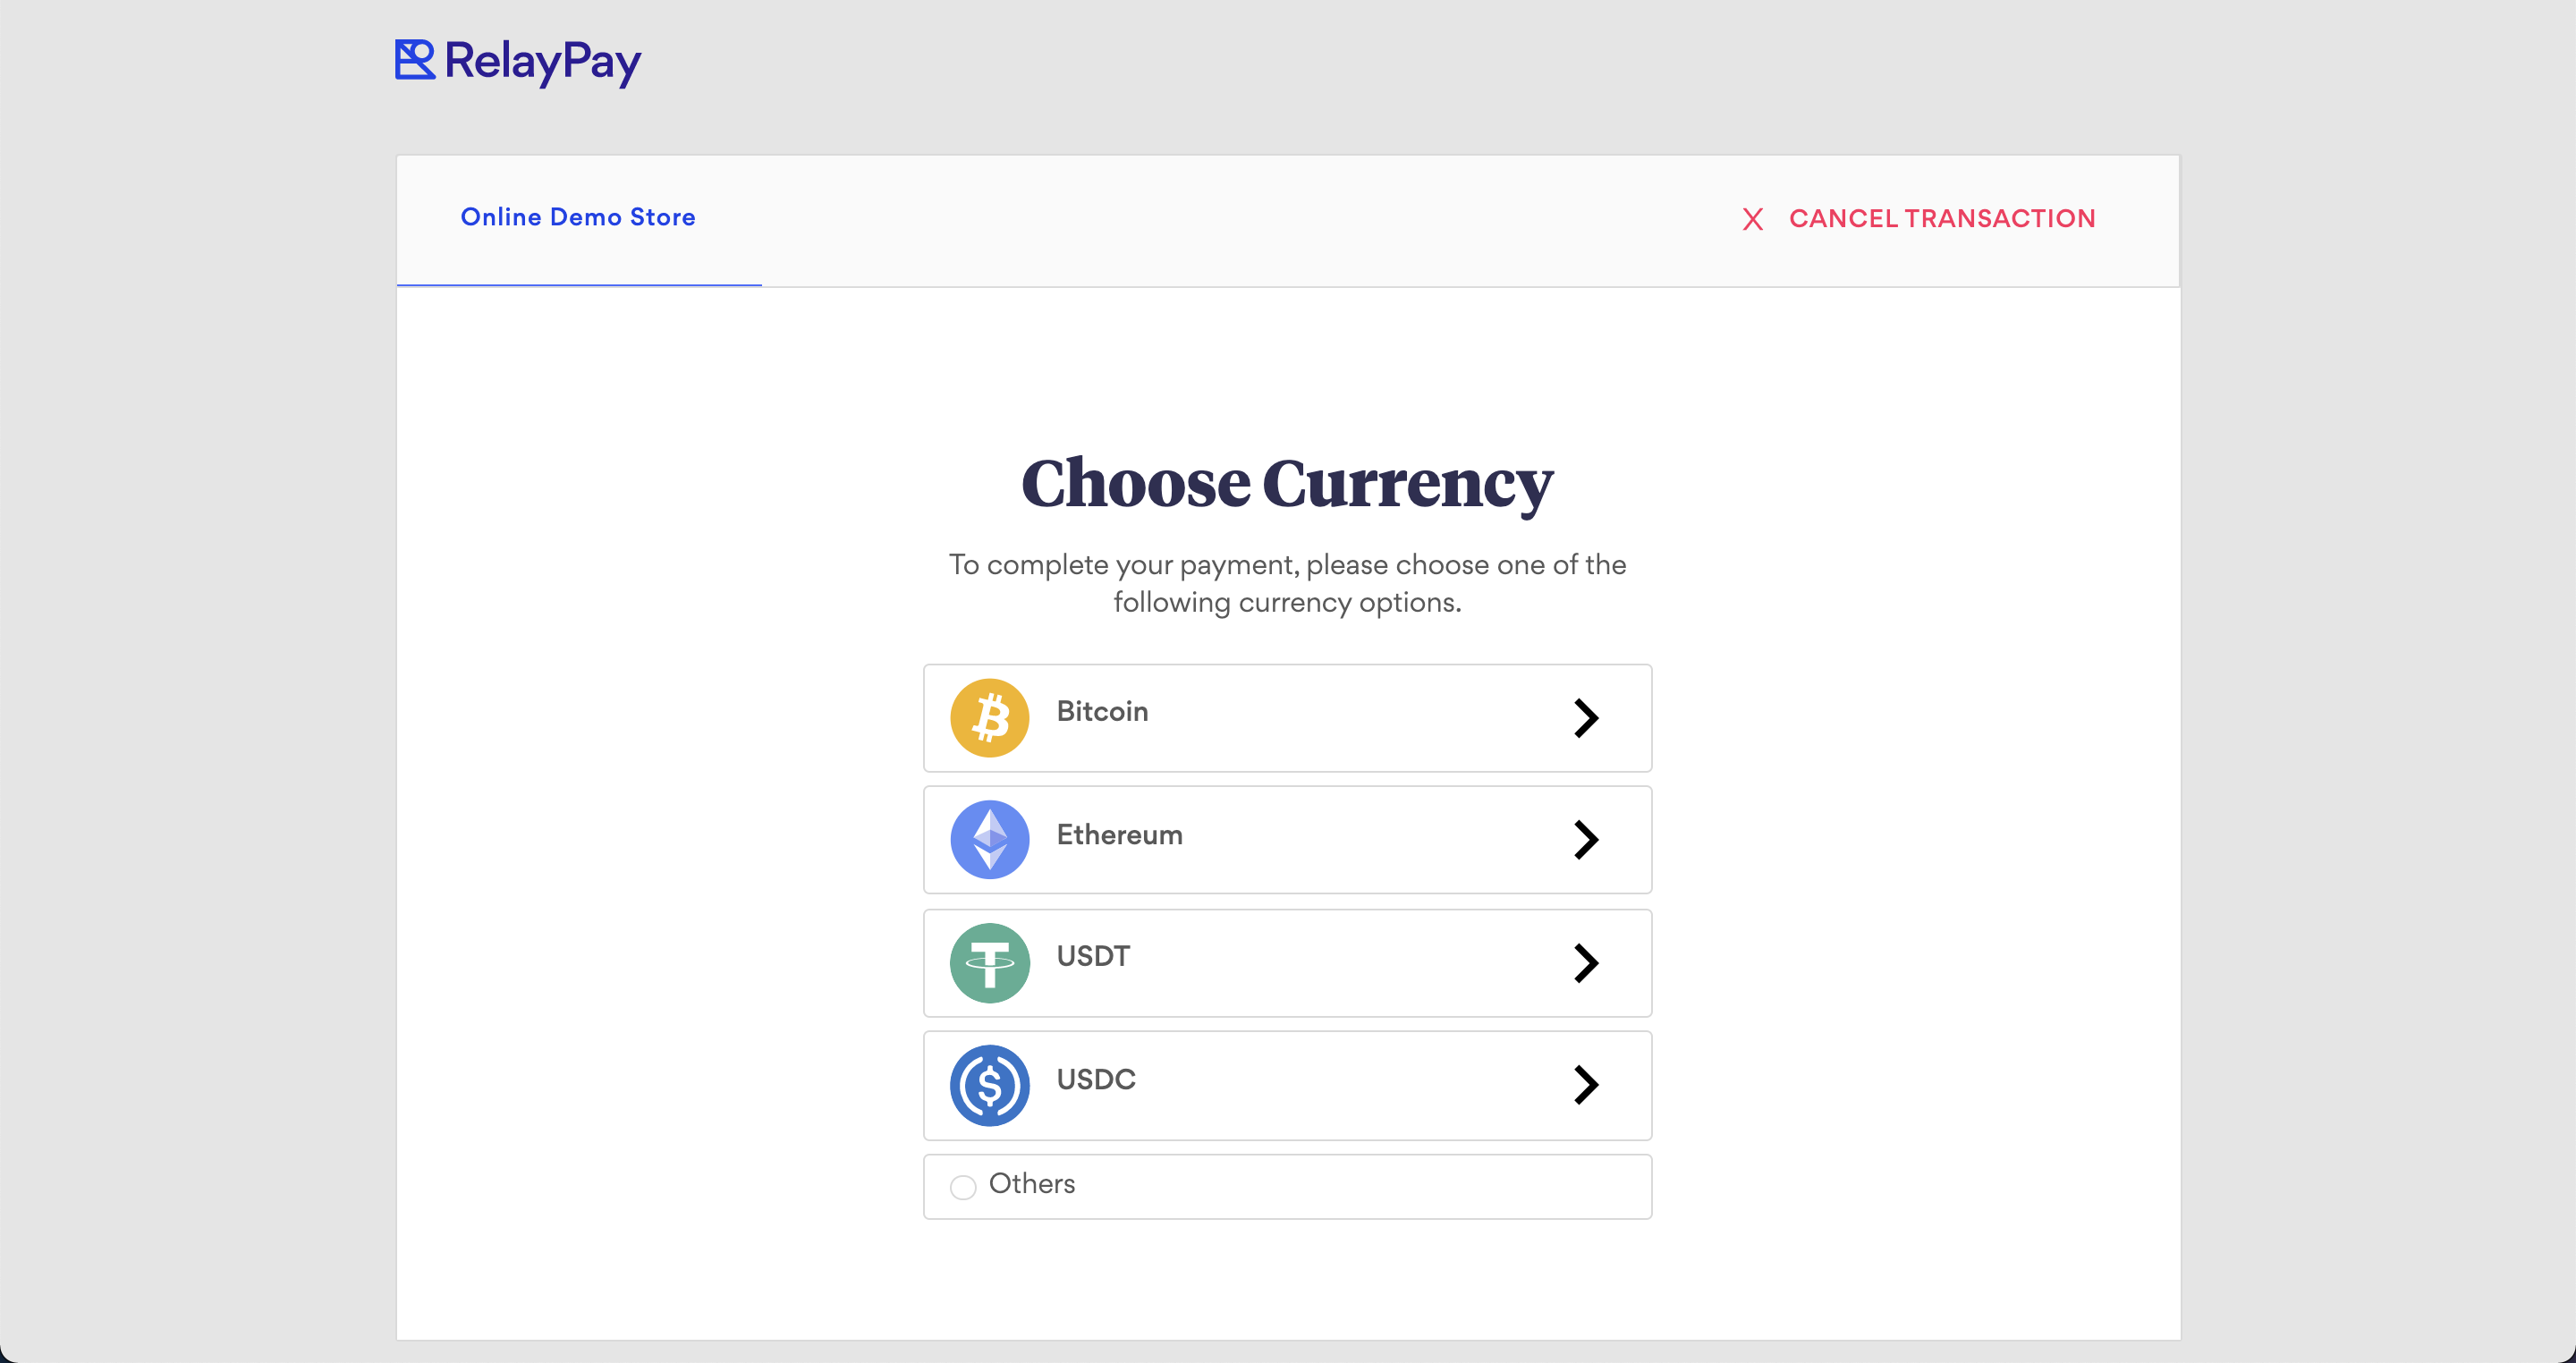 RelayPay
Online Demo Store
X CANCEL TRANSACTION
Choose Currency
To complete your payment, please choose one of the
following currency options.
Bitcoin
Ethereum
USDT
USDC
Others